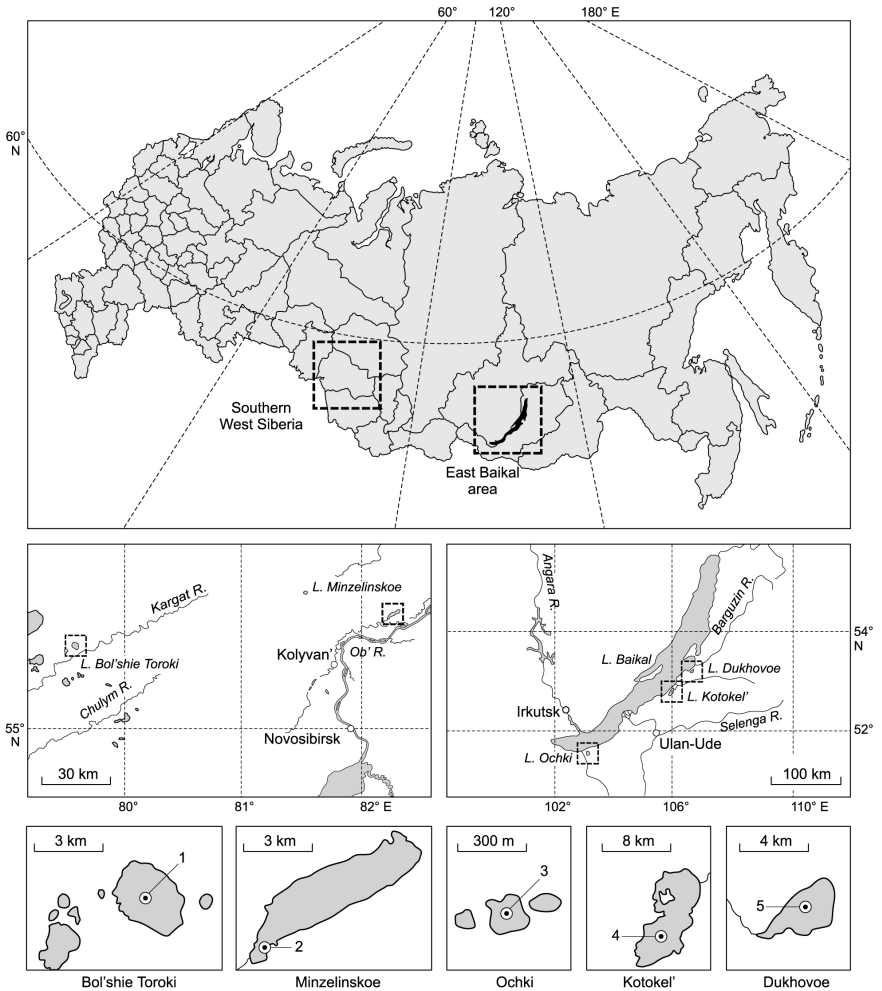 60° 120° 180° E
60°
N
Southern
West Siberia
East Baikal
area
L. Minzelinskoe
Kargat R.
L. Bol'shie Toroki
Kolyvan'
Ob' R.
Chulym R.
55°
N
Novosibirsk
30 km
80° 81° 82° E
Angara R.
Barguzin R.
54°
N
L. Baikal
L. Dukhovoe
L. Kotokel'
Irkutsk
Selenga R.
52°
Ulan-Ude
L. Ochki
100 km
102° 106° 110° E
3 km
1
Bol'shie Toroki
3 km
2
Minzelinskoe
300 m
3
Ochki
8 km
4
Kotokel'
4 km
5
Dukhovoe